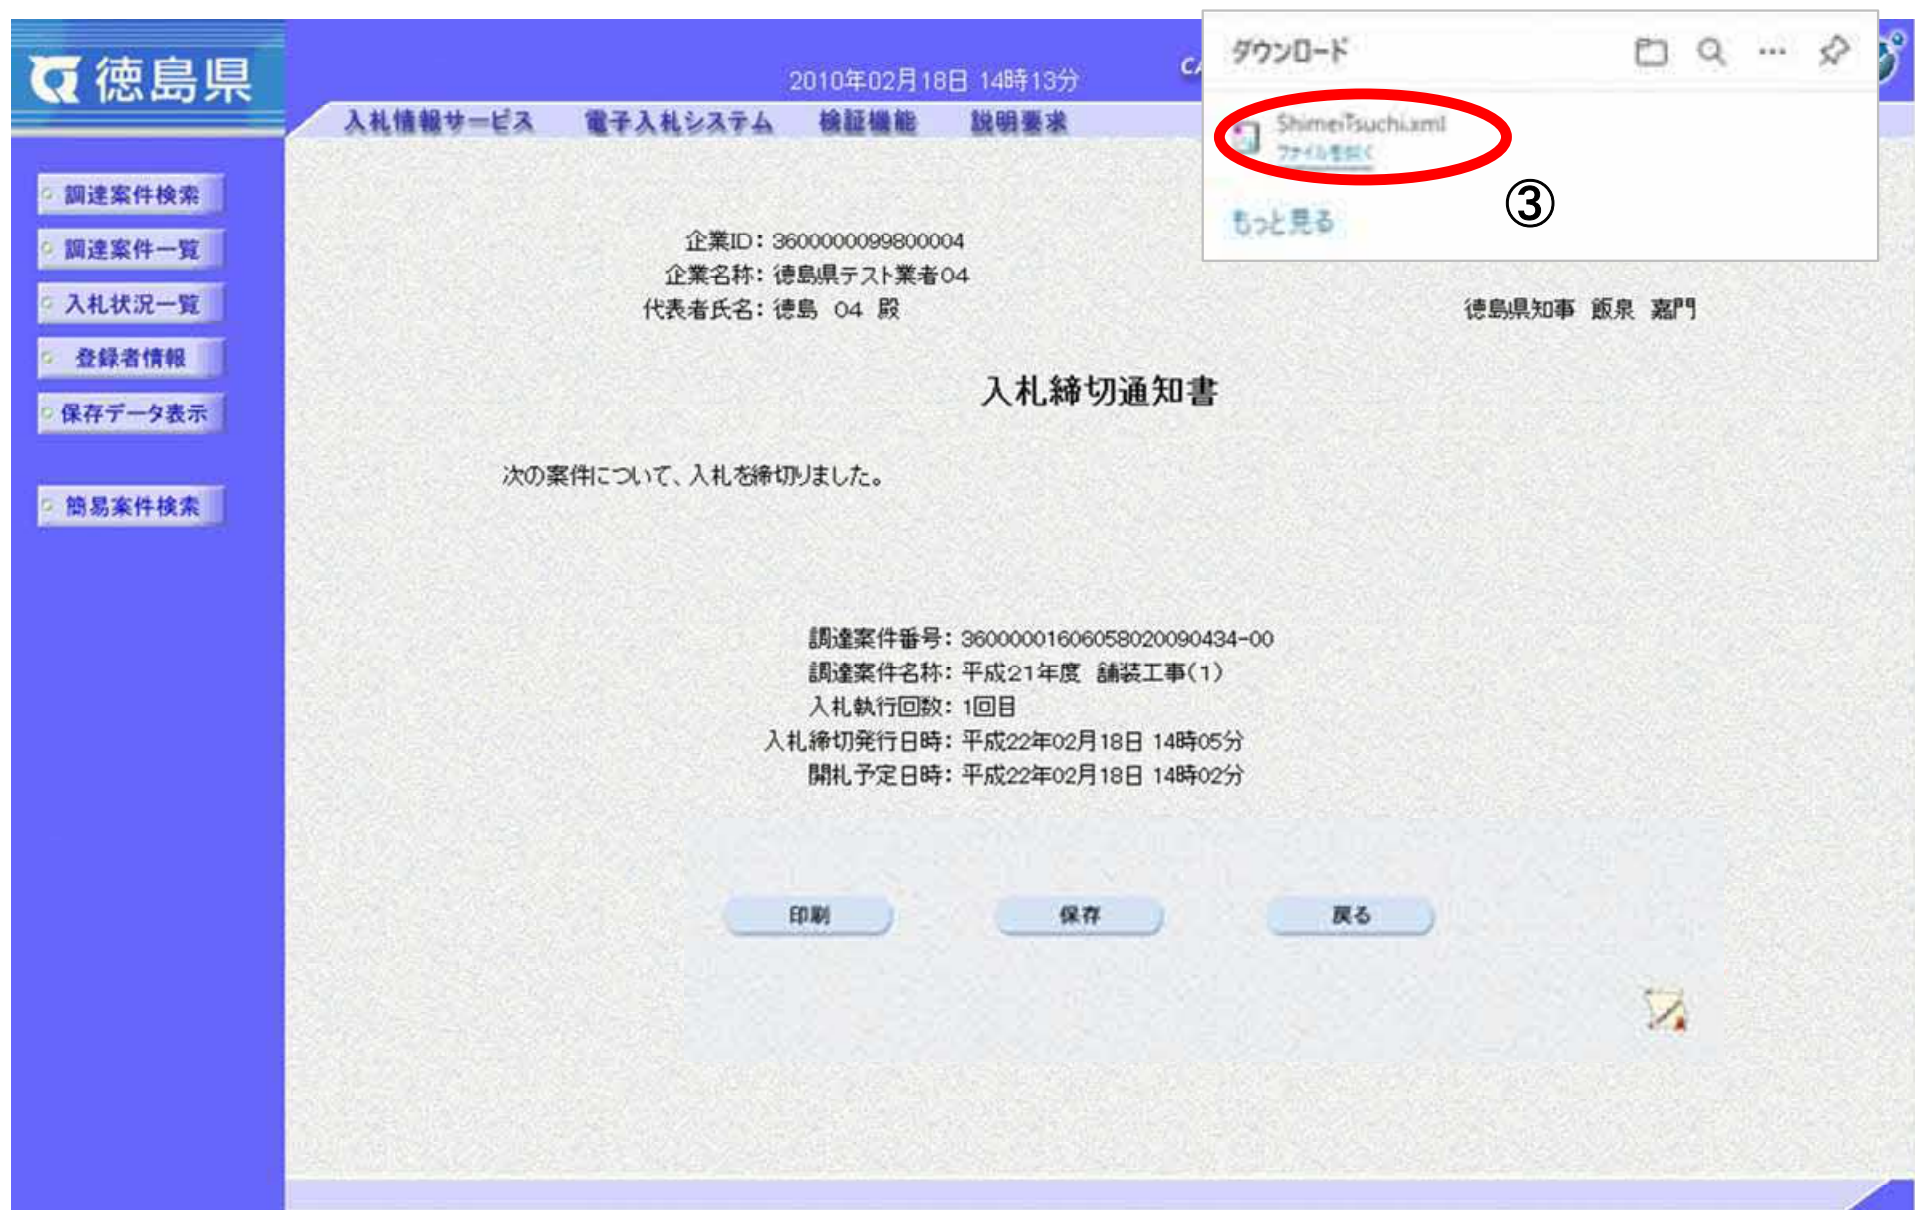 徳島県
2010年02月18日 14時13分
CA
入札情報サービス 電子入札システム 検証機能 説明要求
ダウンロード
ShimeiTsuchi.xml
ファイルを開く
もっと見る
③
調達案件検索
調達案件一覧
入札状況一覧
登録者情報
保存データ表示
簡易案件検索
企業ID：3600000099800004
企業名称：徳島県テスト業者04
代表者氏名：徳島 04 殿
徳島県知事 飯泉 嘉門
入札締切通知書
次の案件について、入札を締切りました。
調達案件番号：36000001606058020090434-00
調達案件名称：平成21年度 舗装工事(1)
入札執行回数：1回目
入札締切発行日時：平成22年02月18日 14時05分
開札予定日時：平成22年02月18日 14時02分
印刷 保存 戻る